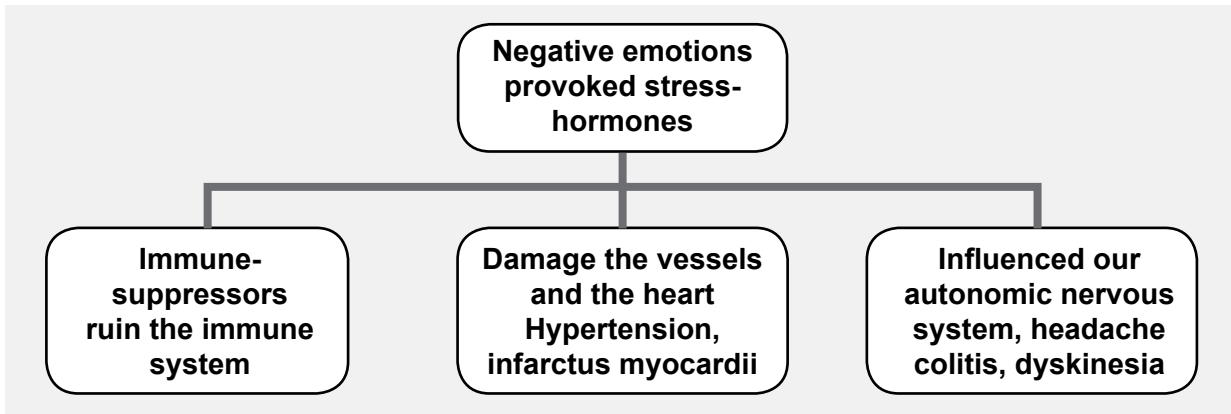 Negative emotions
provoked stress-
hormones
Immune-
suppressors
ruin the immune
system
Damage the vessels
and the heart
Hypertension,
infarctus myocardii
Influenced our
autonomic nervous
system, headache
colitis, dyskinesia